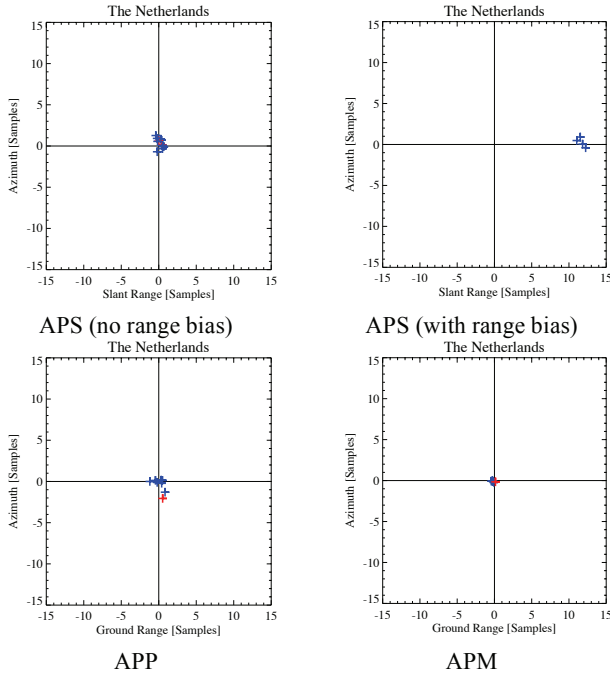 The Netherlands
15
10
5
0
-5
-10
-15
-15 -10 -5 0 5 10 15
Azimuth [Samples]
Slant Range [Samples]
APS (no range bias)
The Netherlands
15
10
5
0
-5
-10
-15
-15 -10 -5 0 5 10 15
Azimuth [Samples]
Slant Range [Samples]
APS (with range bias)
The Netherlands
15
10
5
0
-5
-10
-15
-15 -10 -5 0 5 10 15
Azimuth [Samples]
Ground Range [Samples]
APP
The Netherlands
15
10
5
0
-5
-10
-15
-15 -10 -5 0 5 10 15
Azimuth [Samples]
Ground Range [Samples]
APM